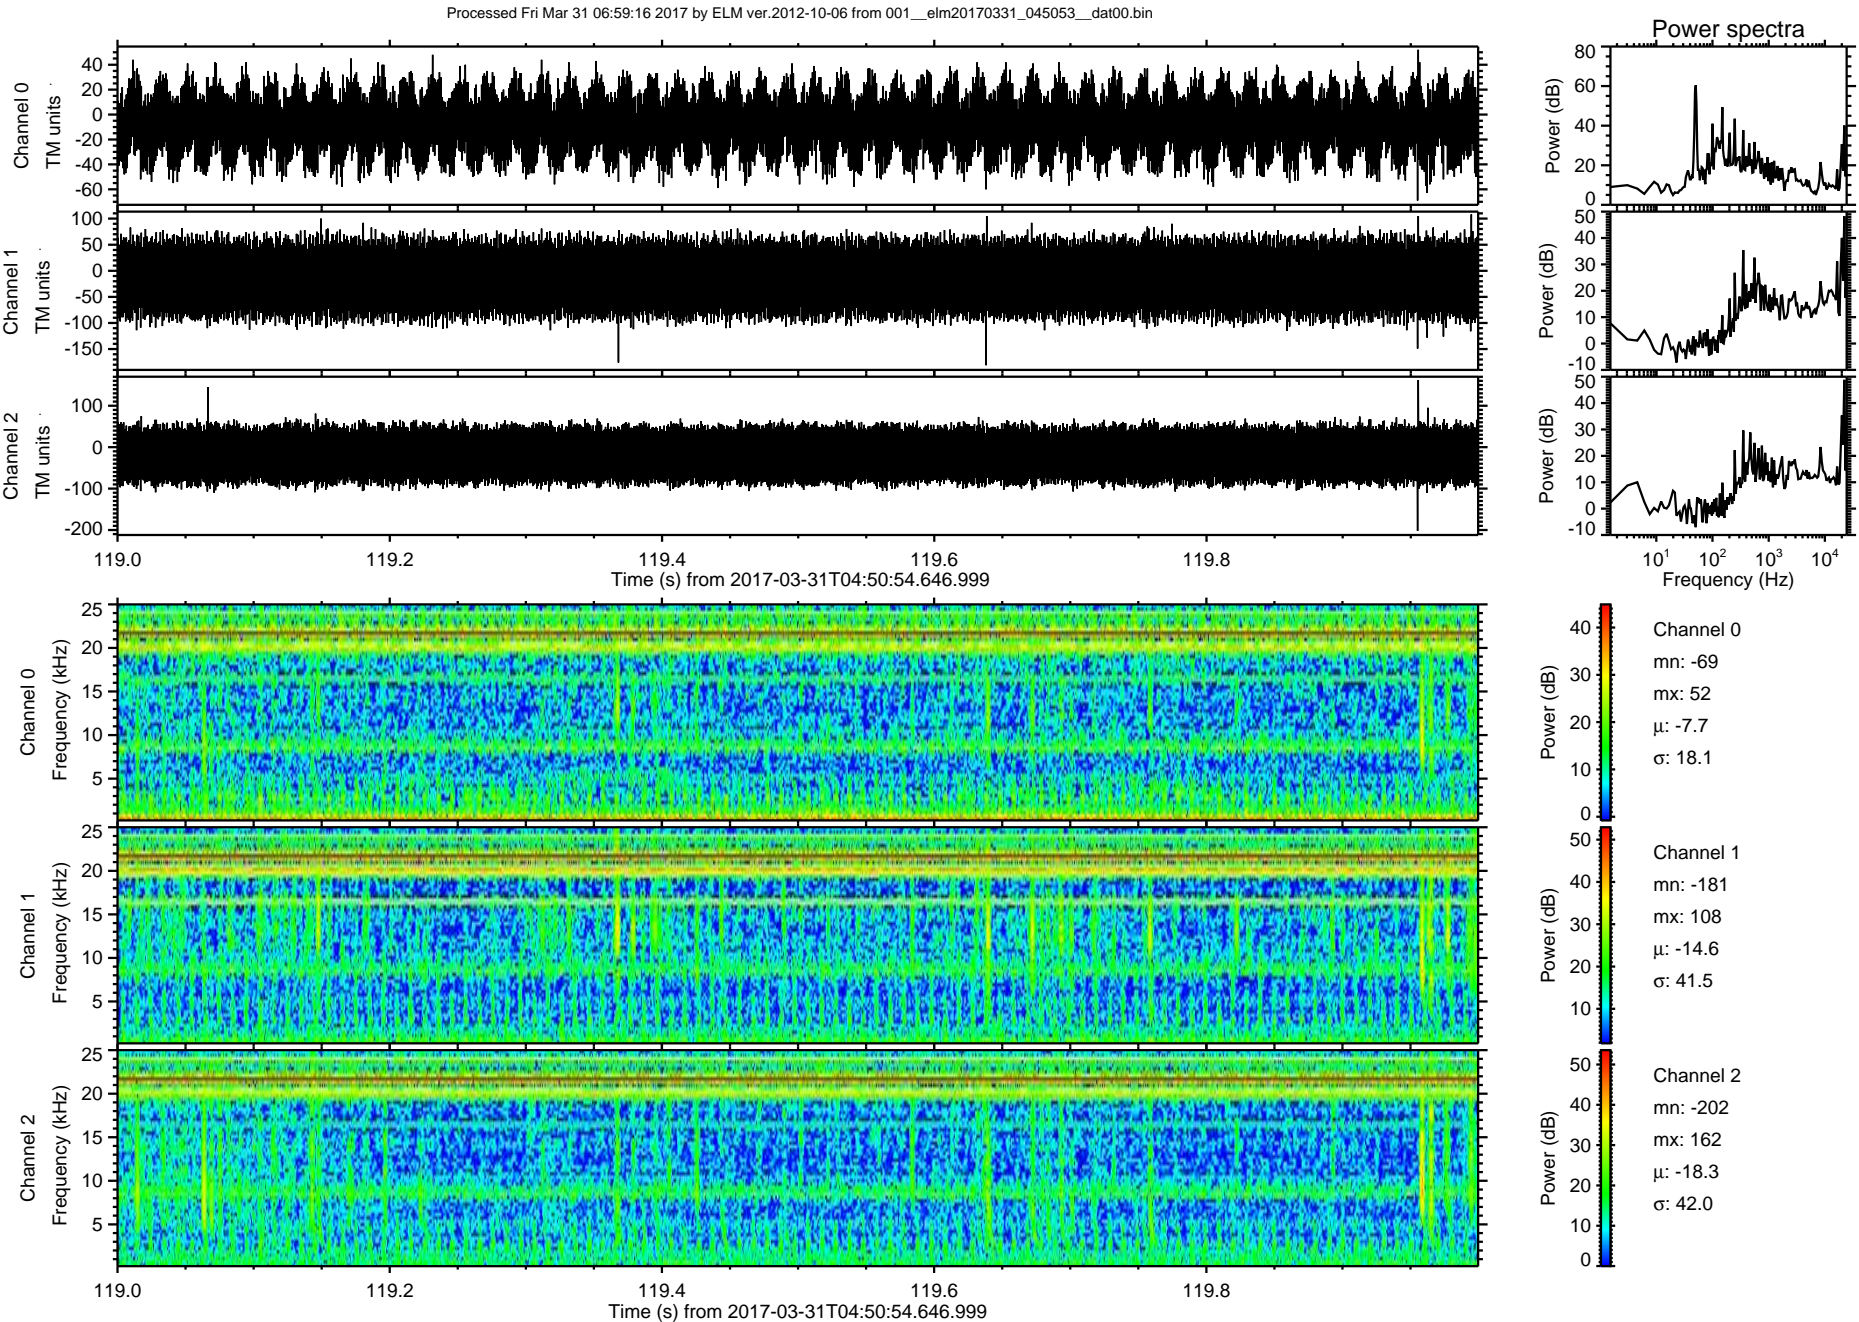 Processed Fri Mar 31 06:59:16 2017 by ELM ver.2012-10-06 from 001__elm20170331_045053__dat00.bin
Power spectra
Channel 0
TM units
40
20
0
-20
-40
-60
Power (dB)
80
60
40
20
0
Channel 1
TM units
100
50
0
-50
-100
-150
Power (dB)
50
40
30
20
10
0
-10
Channel 2
TM units
100
0
-100
-200
Power (dB)
50
40
30
20
10
0
-10
119.0 119.2 119.4 119.6 119.8
Time (s) from 2017-03-31T04:50:54.646.999
10^1 10^2 10^3 10^4
Frequency (Hz)
Channel 0
Frequency (kHz)
25
20
15
10
5
Power (dB)
40
30
20
10
0
Channel 0
mn: -69
mx: 52
μ: -7.7
σ: 18.1
Channel 1
Frequency (kHz)
25
20
15
10
5
Power (dB)
50
40
30
20
10
Channel 1
mn: -181
mx: 108
μ: -14.6
σ: 41.5
Channel 2
Frequency (kHz)
25
20
15
10
5
Power (dB)
50
40
30
20
10
0
Channel 2
mn: -202
mx: 162
μ: -18.3
σ: 42.0
119.0 119.2 119.4 119.6 119.8
Time (s) from 2017-03-31T04:50:54.646.999